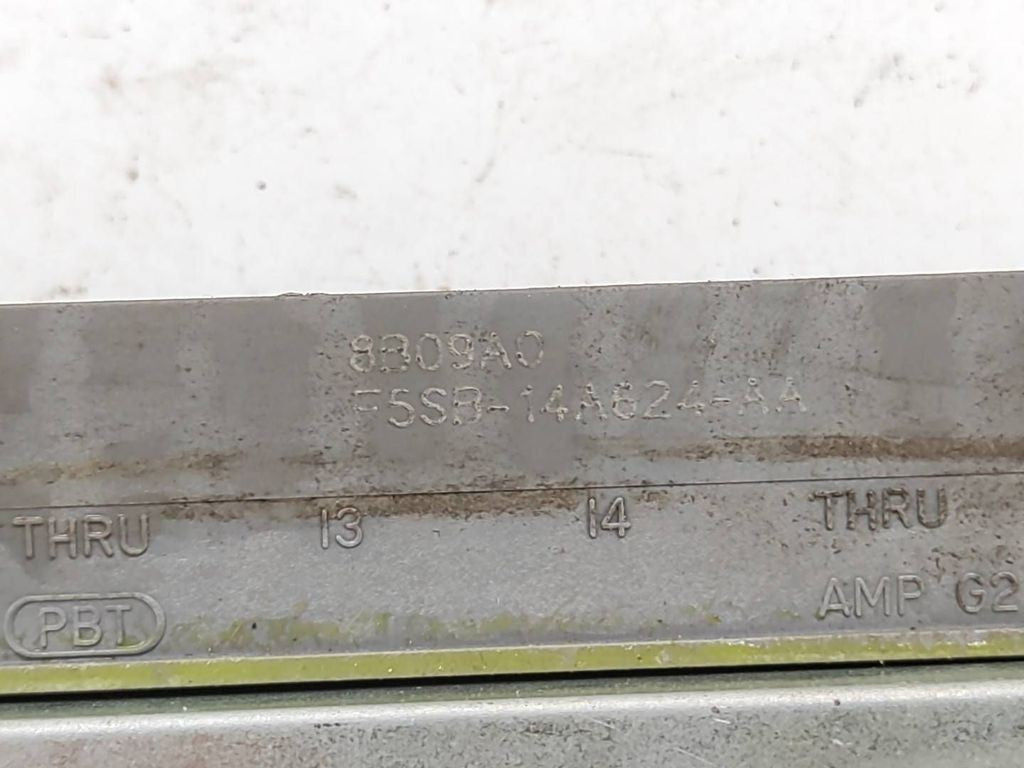 8B09A0
F5SB-14A624-AA
THRU 13 14 THRU
PBT AMP G2